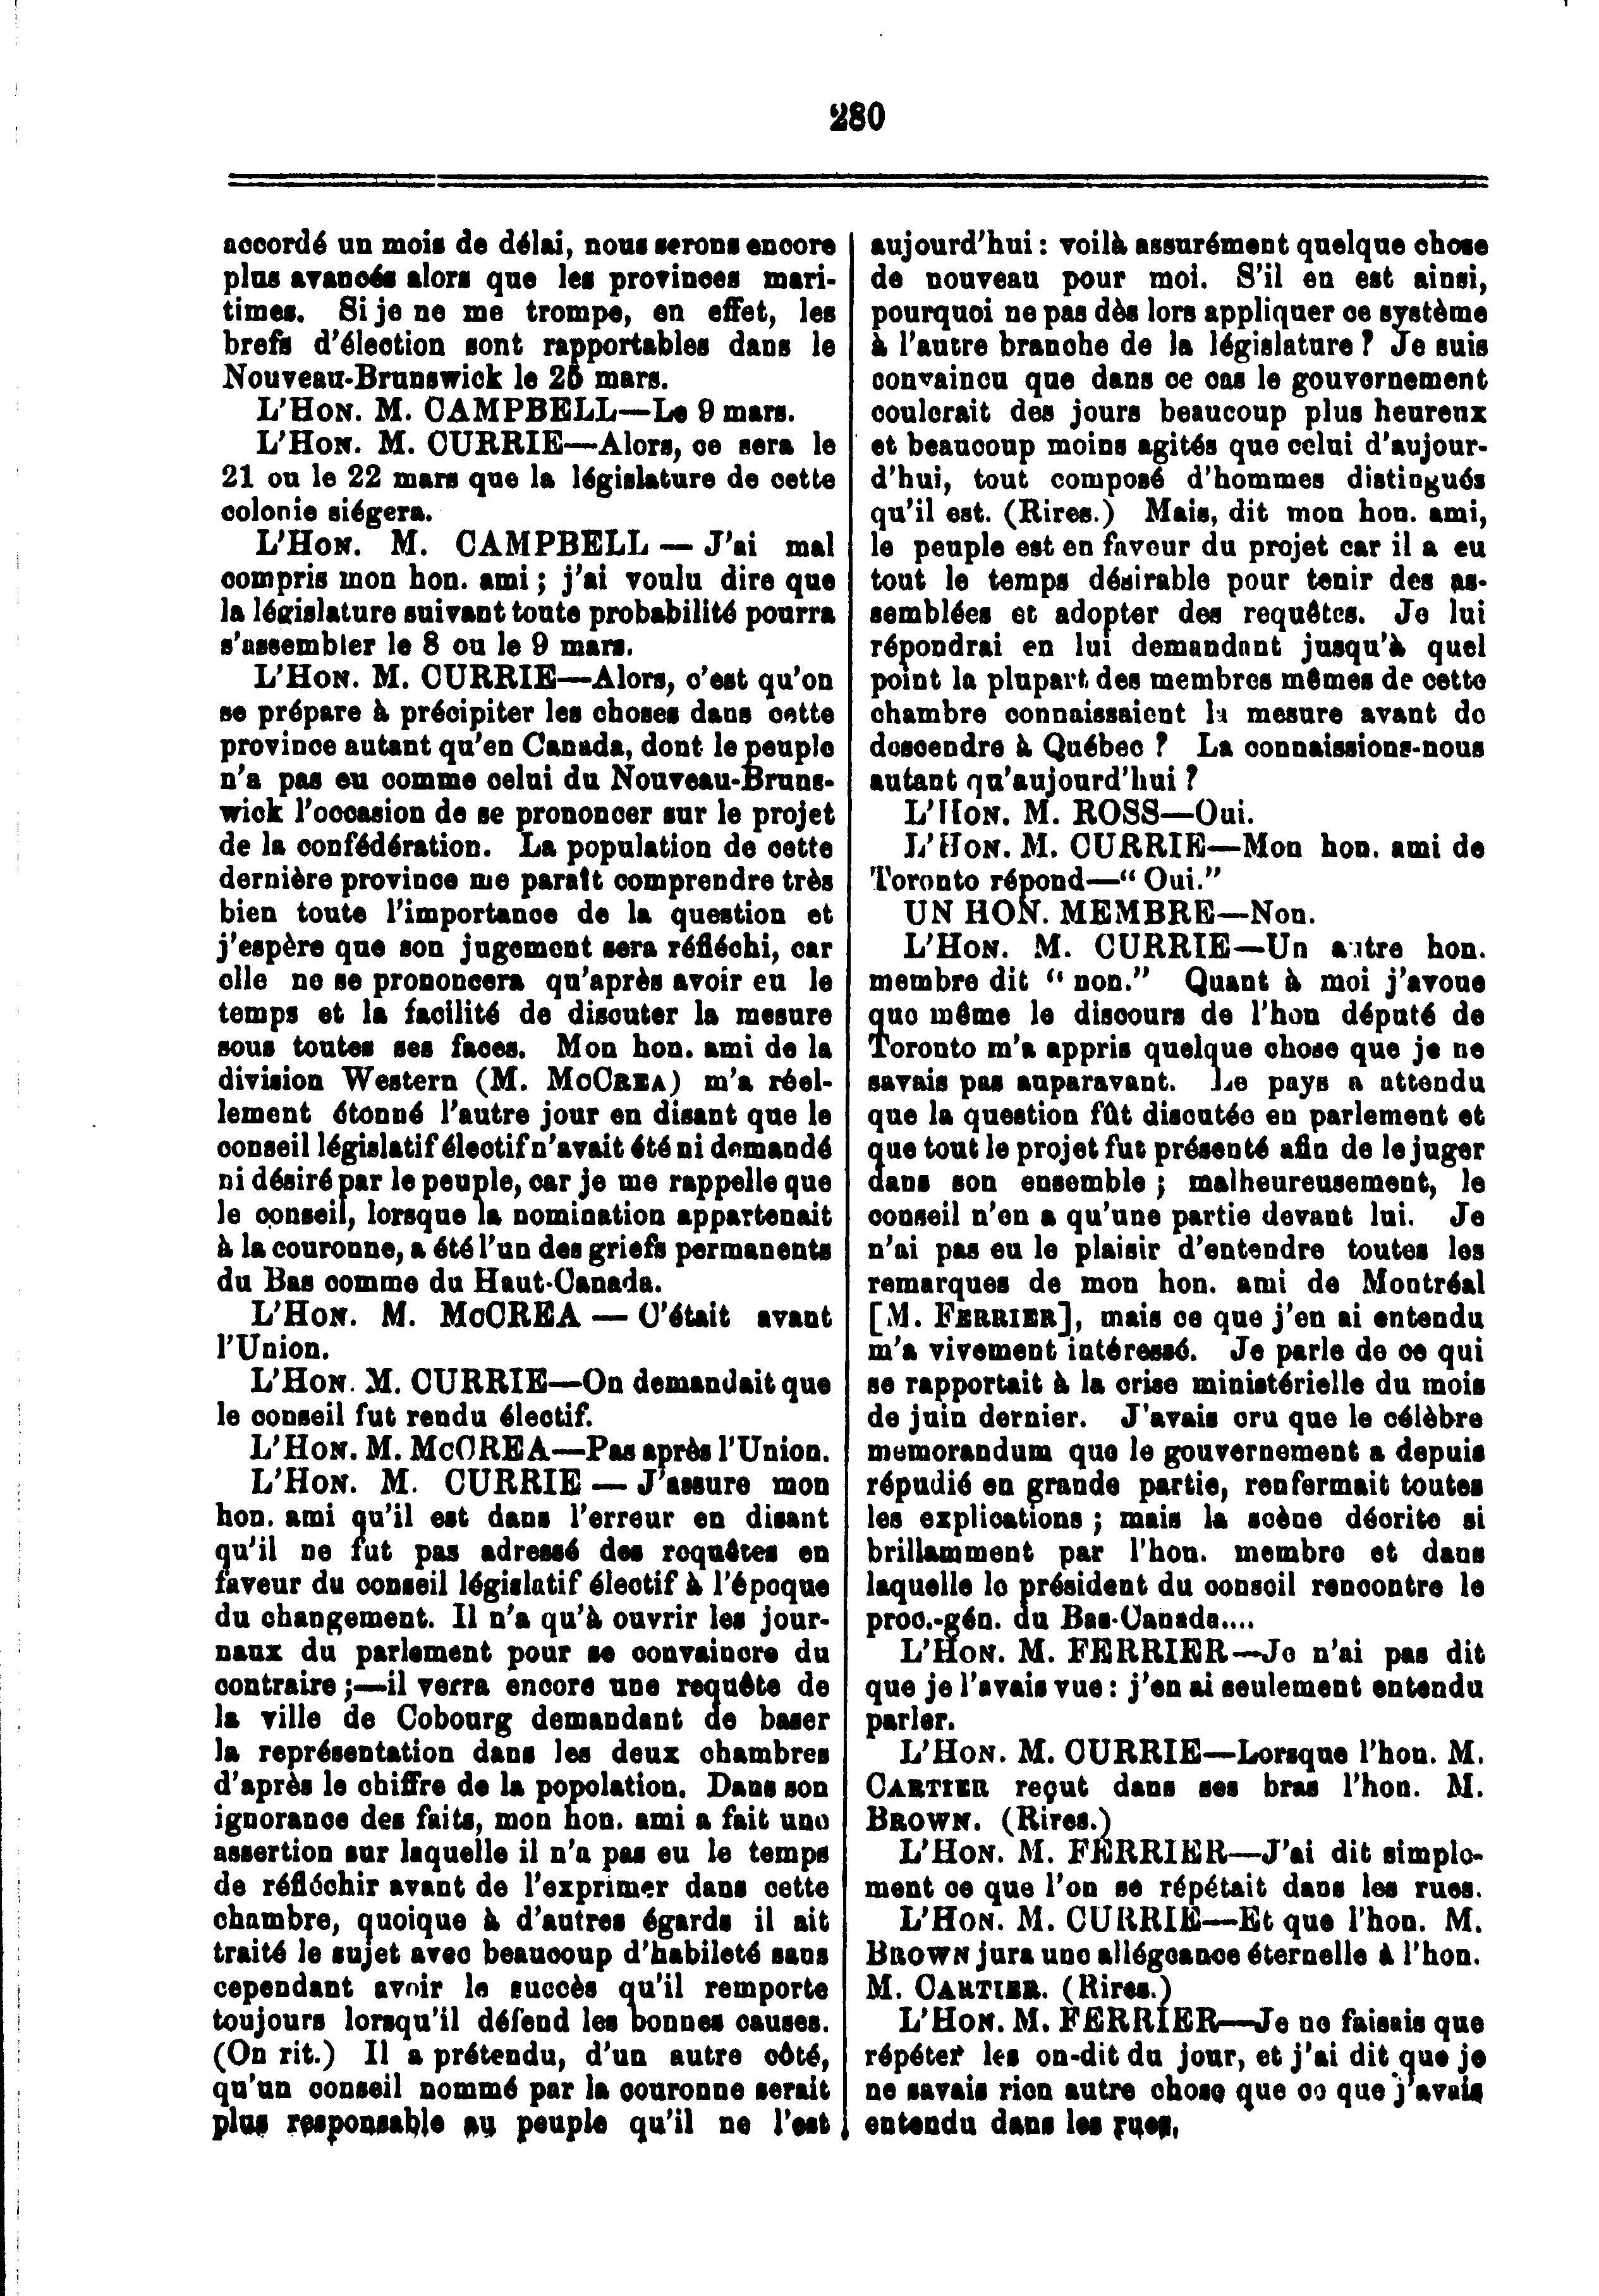 280
accordé un mois de délai, nous serons encore
plus avancés alors que les provinces mari-
times. Si je ne me trompe, en effet, les
brefs d'élection sont rapportables dans le
Nouveau-Brunswick le 25 mars.
L'HON. M. CAMPBELL—Le 9 mars.
L'HON. M. CURRIE—Alors, ce sera le
21 ou le 22 mars que la législature de cette
colonie siégera.
L'HON. M. CAMPBELL — J'ai mal
compris mon hon. ami ; j'ai voulu dire que
la législature suivant toute probabilité pourra
s'assembler le 8 ou le 9 mars.
L'HON. M. CURRIE—Alors, c'est qu'on
se prépare à précipiter les choses dans cette
province autant qu'en Canada, dont le peuple
n'a pas eu comme celui du Nouveau-Bruns-
wick l'occasion de se prononcer sur le projet
de la confédération. La population de cette
dernière province me paraît comprendre très
bien toute l'importance de la question et
j'espère que son jugement sera réfléchi, car
elle ne se prononcera qu'après avoir eu le
temps et la facilité de discuter la mesure
sous toutes ses faces. Mon hon. ami de la
division Western (M. McCREA) m'a réel-
lement étonné l'autre jour en disant que le
conseil législatif électif n'avait été ni demandé
ni désiré par le peuple, car je me rappelle que
le conseil, lorsque la nomination appartenait
à la couronne, a été l'un des griefs permanents
du Bas comme du Haut-Canada.
L'HON. M. McCREA — C'était avant
l'Union.
L'HON. M. CURRIE—On demandait que
le conseil fut rendu électif.
L'HON. M. McCREA—Pas après l'Union.
L'HON. M. CURRIE — J'assure mon
hon. ami qu'il est dans l'erreur en disant
qu'il ne fut pas adressé des requêtes en
faveur du conseil législatif électif à l'époque
du changement. Il n'a qu'à ouvrir les jour-
naux du parlement pour se convaincre du
contraire ;—il verra encore une requête de
la ville de Cobourg demandant de baser
la représentation dans les deux chambres
d'après le chiffre de la popolation. Dans son
ignorance des faits, mon hon. ami a fait une
assertion sur laquelle il n'a pas eu le temps
de réfléchir avant de l'exprimer dans cette
chambre, quoique à d'autres égards il ait
traité le sujet avec beaucoup d'habileté sans
cependant avoir le succès qu'il remporte
toujours lorsqu'il défend les bonnes causes.
(On rit.) Il a prétendu, d'un autre côté,
qu'un conseil nommé par la couronne serait
plus responsable au peuple qu'il ne l'est
aujourd'hui : voilà assurément quelque chose
de nouveau pour moi. S'il en est ainsi,
pourquoi ne pas dès lors appliquer ce système
à l'autre branche de la législature ? Je suis
convaincu que dans ce cas le gouvernement
coulerait des jours beaucoup plus heureux
et beaucoup moins agités que celui d'aujour-
d'hui, tout composé d'hommes distingués
qu'il est. (Rires.) Mais, dit mon hon. ami,
le peuple est en faveur du projet car il a eu
tout le temps désirable pour tenir des as-
semblées et adopter des requêtes. Je lui
répondrai en lui demandant jusqu'à quel
point la plupart des membres mêmes de cette
chambre connaissaient la mesure avant de
descendre à Québec ? La connaissions-nous
autant qu'aujourd'hui ?
L'HON. M. ROSS—Oui.
L'HON. M. CURRIE—Mon hon. ami de
Toronto répond—“ Oui.”
UN HON. MEMBRE—Non.
L'HON. M. CURRIE—Un autre hon.
membre dit “ non.” Quant à moi j'avoue
que même le discours de l'hon député de
Toronto m'a appris quelque chose que je ne
savais pas auparavant. Le pays a attendu
que la question fût discutée en parlement et
que tout le projet fut présenté afin de le juger
dans son ensemble ; malheureusement, le
conseil n'en a qu'une partie devant lui. Je
n'ai pas eu le plaisir d'entendre toutes les
remarques de mon hon. ami de Montréal
[M. FERRIER], mais ce que j'en ai entendu
m'a vivement intéressé. Je parle de ce qui
se rapportait à la crise ministérielle du mois
de juin dernier. J'avais cru que le célèbre
memorandum que le gouvernement a depuis
répudié en grande partie, renfermait toutes
les explications ; mais la scène décrite si
brillamment par l'hon. membre et dans
laquelle le président du conseil rencontre le
proc.-gén. du Bas-Canada....
L'HON. M. FERRIER—Je n'ai pas dit
que je l'avais vue : j'en ai seulement entendu
parler.
L'HON. M. CURRIE—Lorsque l'hon. M.
CARTIER reçut dans ses bras l'hon. M.
BROWN. (Rires.)
L'HON. M. FERRIER—J'ai dit simple-
ment ce que l'on se répétait dans les rues.
L'HON. M. CURRIE—Et que l'hon. M.
BROWN jura une allégeance éternelle à l'hon.
M. CARTIER. (Rires.)
L'HON. M. FERRIER—Je ne faisais que
répéter les on-dit du jour, et j'ai dit que je
ne savais rien autre chose que ce que j'avais
entendu dans les rues.